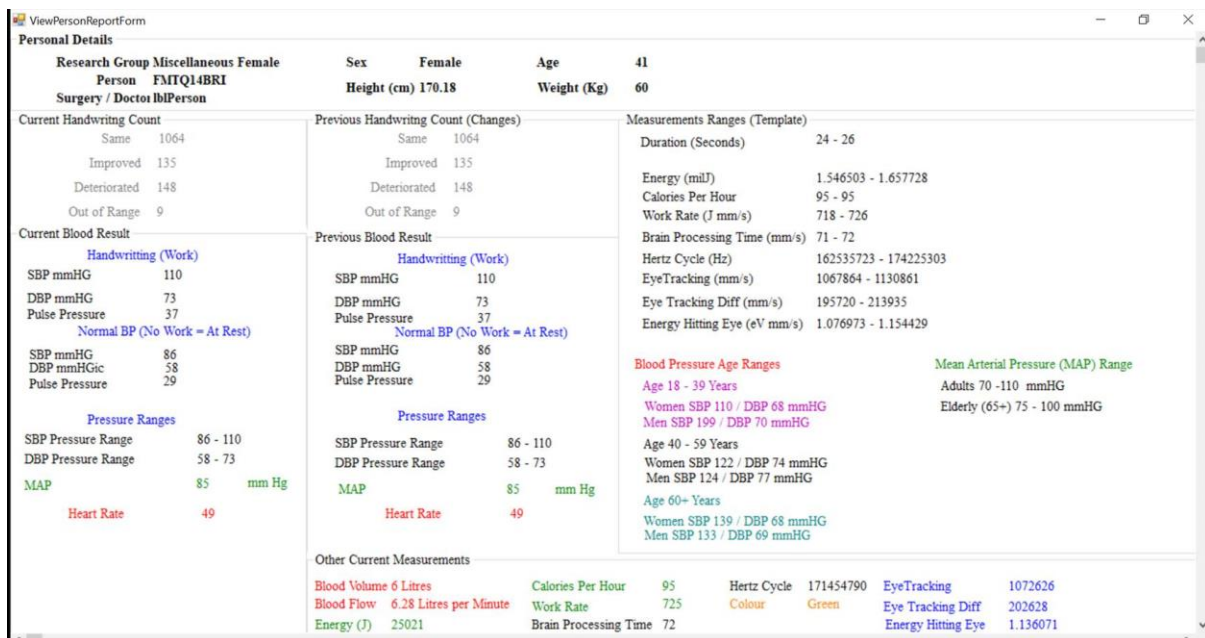 ViewPersonReportForm
Personal Details
Research Group Miscellaneous Female
Person FMTQ14BRI
Surgery / Doctor lblPerson
Sex Female
Height (cm) 170.18
Age 41
Weight (Kg) 60
Current Handwritng Count
Same 1064
Improved 135
Deteriorated 148
Out of Range 9
Current Blood Result
Handwritting (Work)
SBP mmHG 110
DBP mmHG 73
Pulse Pressure 37
Normal BP (No Work = At Rest)
SBP mmHG 86
DBP mmHGic 58
Pulse Pressure 29
Pressure Ranges
SBP Pressure Range 86 - 110
DBP Pressure Range 58 - 73
MAP 85 mm Hg
Heart Rate 49
Previous Handwritng Count (Changes)
Same 1064
Improved 135
Deteriorated 148
Out of Range 9
Previous Blood Result
Handwritting (Work)
SBP mmHG 110
DBP mmHG 73
Pulse Pressure 37
Normal BP (No Work = At Rest)
SBP mmHG 86
DBP mmHG 58
Pulse Pressure 29
Pressure Ranges
SBP Pressure Range 86 - 110
DBP Pressure Range 58 - 73
MAP 85 mm Hg
Heart Rate 49
Measurements Ranges (Template)
Duration (Seconds) 24 - 26
Energy (milJ) 1.546503 - 1.657728
Calories Per Hour 95 - 95
Work Rate (J mm/s) 718 - 726
Brain Processing Time (mm/s) 71 - 72
Hertz Cycle (Hz) 162535723 - 174225303
EyeTracking (mm/s) 1067864 - 1130861
Eye Tracking Diff (mm/s) 195720 - 213935
Energy Hitting Eye (eV mm/s) 1.076973 - 1.154429
Blood Pressure Age Ranges
Age 18 - 39 Years
Women SBP 110 / DBP 68 mmHG
Men SBP 199 / DBP 70 mmHG
Age 40 - 59 Years
Women SBP 122 / DBP 74 mmHG
Men SBP 124 / DBP 77 mmHG
Age 60+ Years
Women SBP 139 / DBP 68 mmHG
Men SBP 133 / DBP 69 mmHG
Mean Arterial Pressure (MAP) Range
Adults 70 -110 mmHG
Elderly (65+) 75 - 100 mmHG
Other Current Measurements
Blood Volume 6 Litres
Blood Flow 6.28 Litres per Minute
Energy (J) 25021
Calories Per Hour 95
Work Rate 725
Brain Processing Time 72
Hertz Cycle 171454790
Colour Green
EyeTracking 1072626
Eye Tracking Diff 202628
Energy Hitting Eye 1.136071